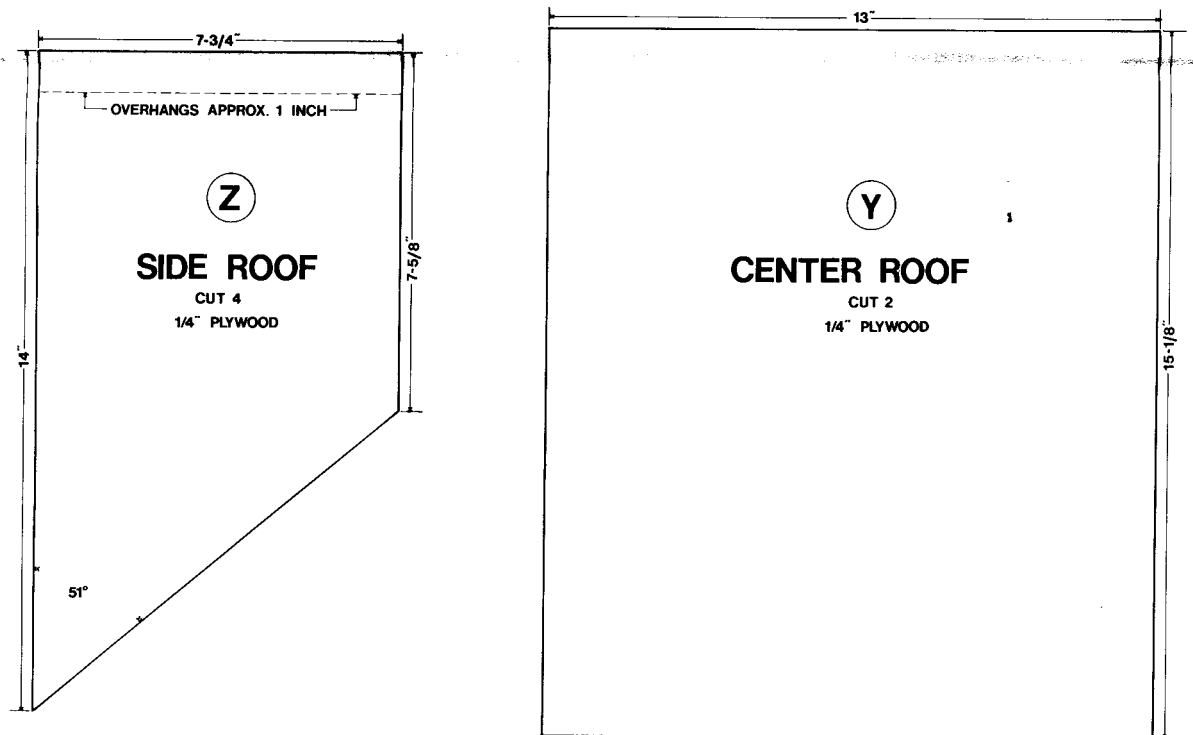 7-3/4"
OVERHANGS APPROX. 1 INCH
Z
SIDE ROOF
CUT 4
1/4" PLYWOOD
14"
7-5/8"
51°
13"
Y
CENTER ROOF
CUT 2
1/4" PLYWOOD
15-1/8"